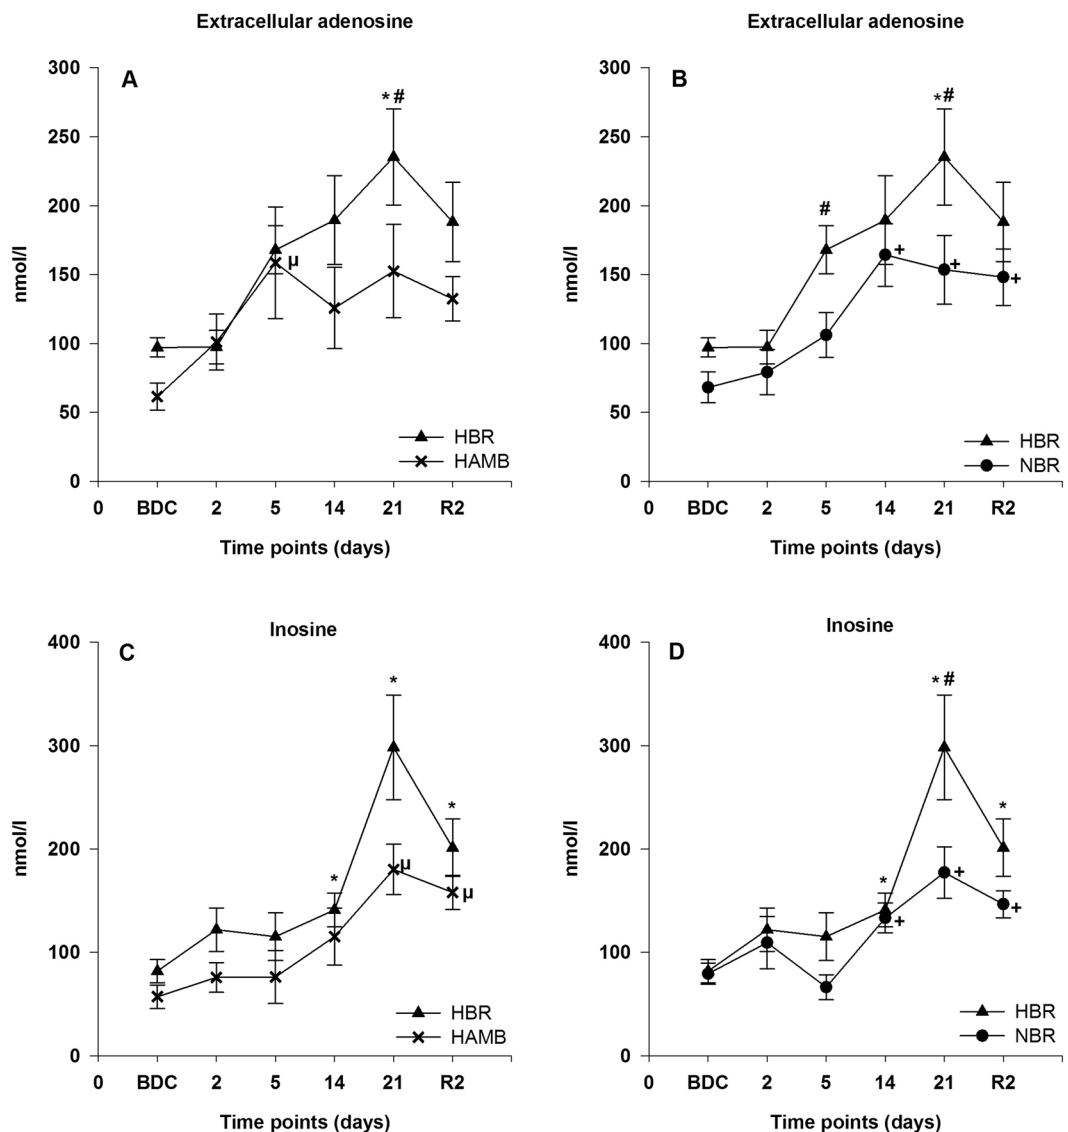 Extracellular adenosine
A
300
250
200
150
100
50
0
nmol/l
* #
µ
HBR
HAMB
0 BDC 2 5 14 21 R2
Time points (days)
Extracellular adenosine
B
300
250
200
150
100
50
0
nmol/l
#
*#
+
+
+
HBR
NBR
0 BDC 2 5 14 21 R2
Time points (days)
Inosine
C
400
300
200
100
0
nmol/l
*
*
*
µ
µ
HBR
HAMB
0 BDC 2 5 14 21 R2
Time points (days)
Inosine
D
400
300
200
100
0
nmol/l
* #
*
*
+
+
+
HBR
NBR
0 BDC 2 5 14 21 R2
Time points (days)